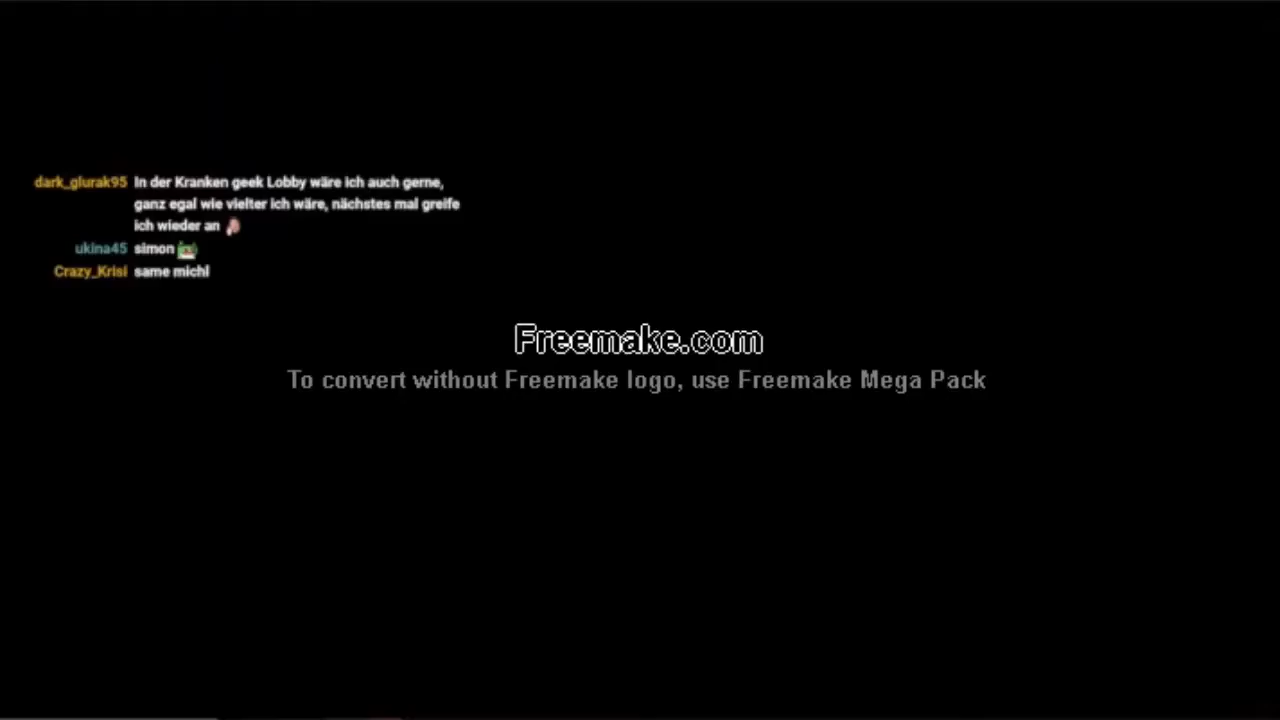 dark_glurak95 In der Kranken geek Lobby wäre ich auch gerne,
ganz egal wie vielter ich wäre, nächstes mal greife
ich wieder an
ukina45 simon
Crazy_Krisi same michl
Freemake.com
To convert without Freemake logo, use Freemake Mega Pack